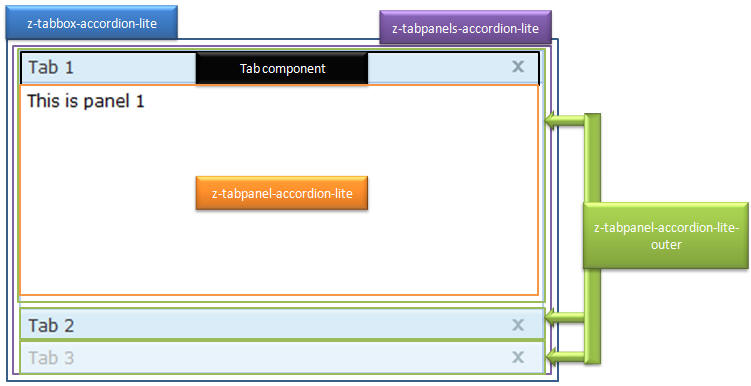 z-tabbox-accordion-lite
z-tabpanels-accordion-lite
Tab 1
Tab component
x
This is panel 1
z-tabpanel-accordion-lite
z-tabpanel-accordion-lite-
outer
Tab 2
x
Tab 3
x